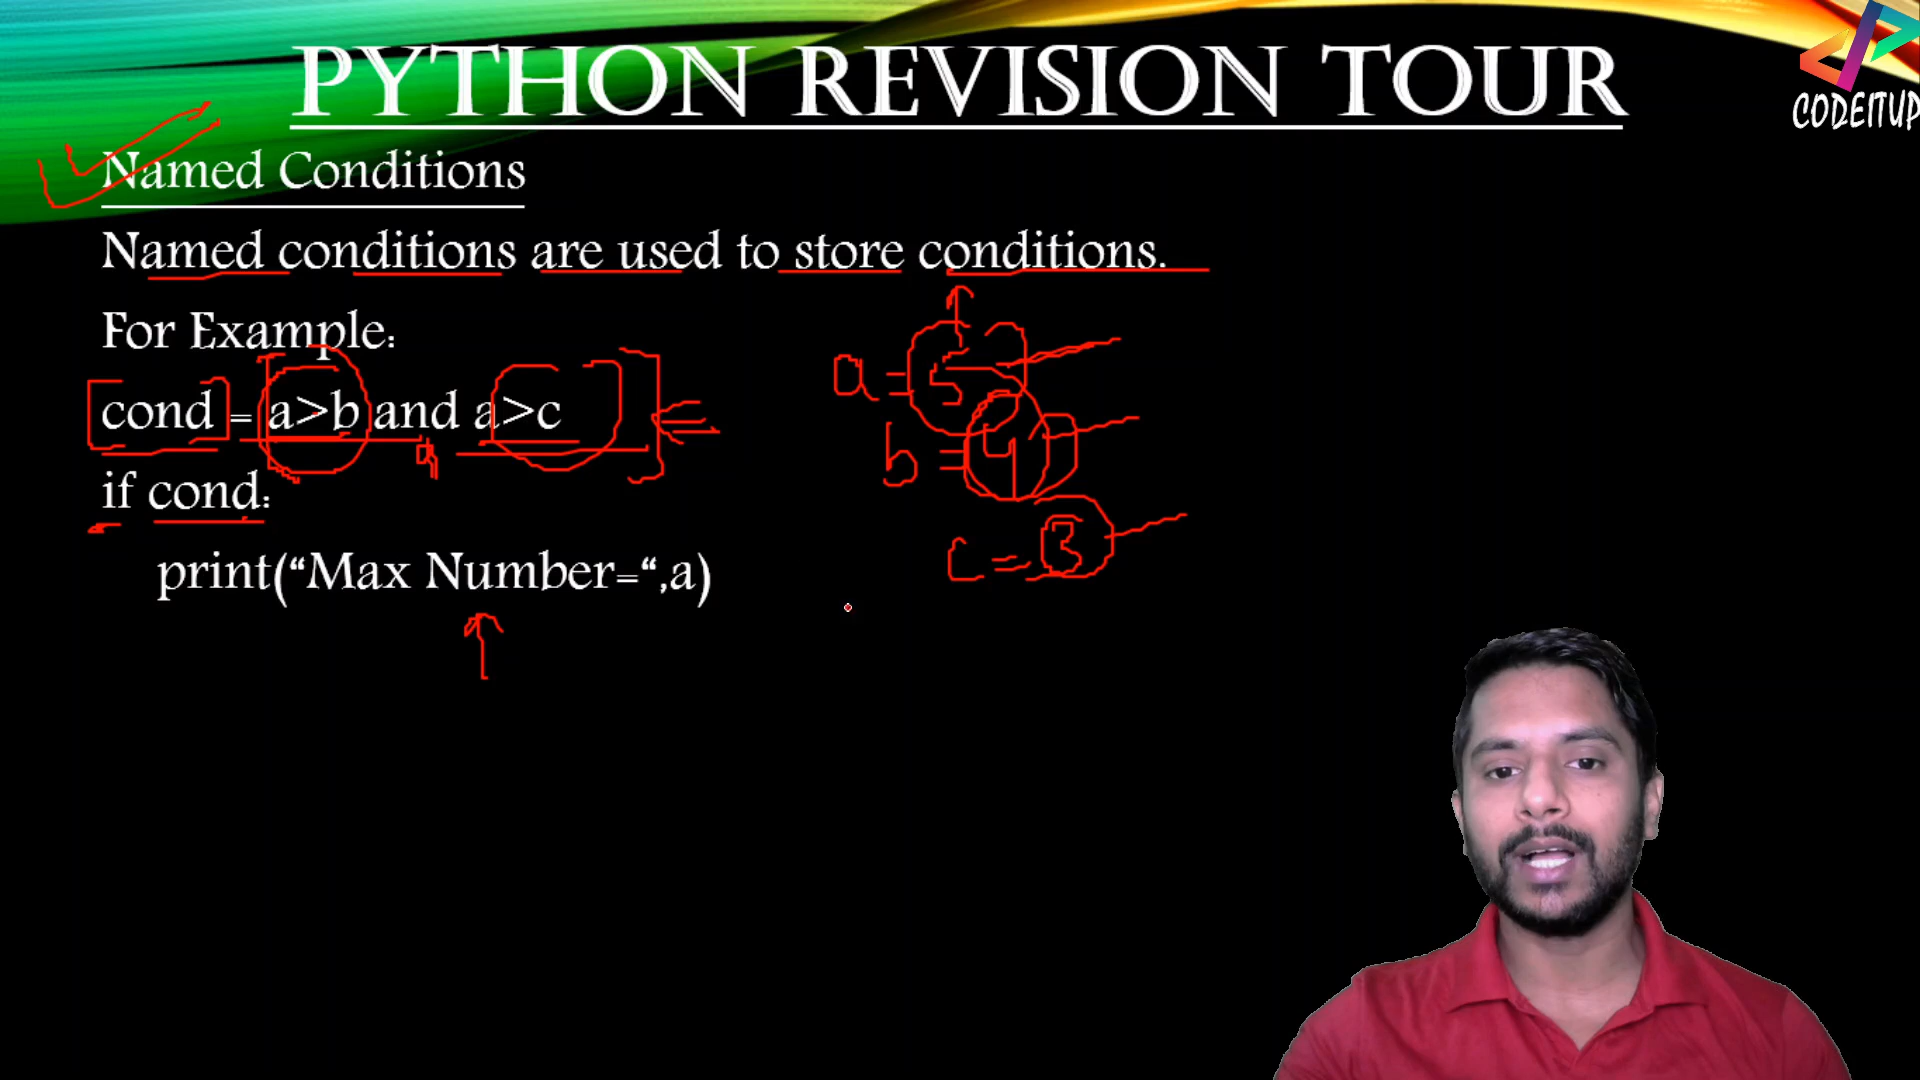 PYTHON REVISION TOUR
CODEITUP
Named Conditions
Named conditions are used to store conditions.
For Example:
cond = a>b and a>c
if cond:
print(“Max Number=“,a)
a = 5
b = 4
c = 3